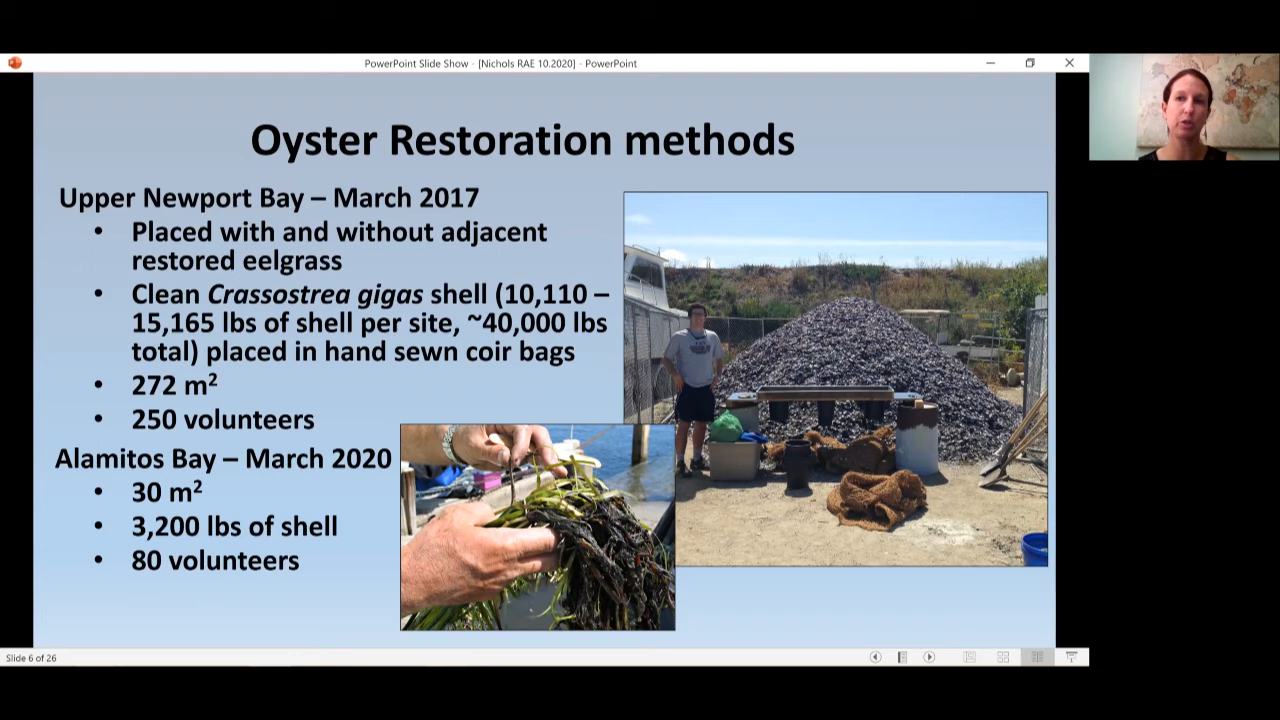 PowerPoint Slide Show - [Nichols RAE 10.2020] - PowerPoint
Oyster Restoration methods
Upper Newport Bay – March 2017
• Placed with and without adjacent
restored eelgrass
• Clean Crassostrea gigas shell (10,110 –
15,165 lbs of shell per site, ~40,000 lbs
total) placed in hand sewn coir bags
• 272 m²
• 250 volunteers
Alamitos Bay – March 2020
• 30 m²
• 3,200 lbs of shell
• 80 volunteers
Slide 6 of 26